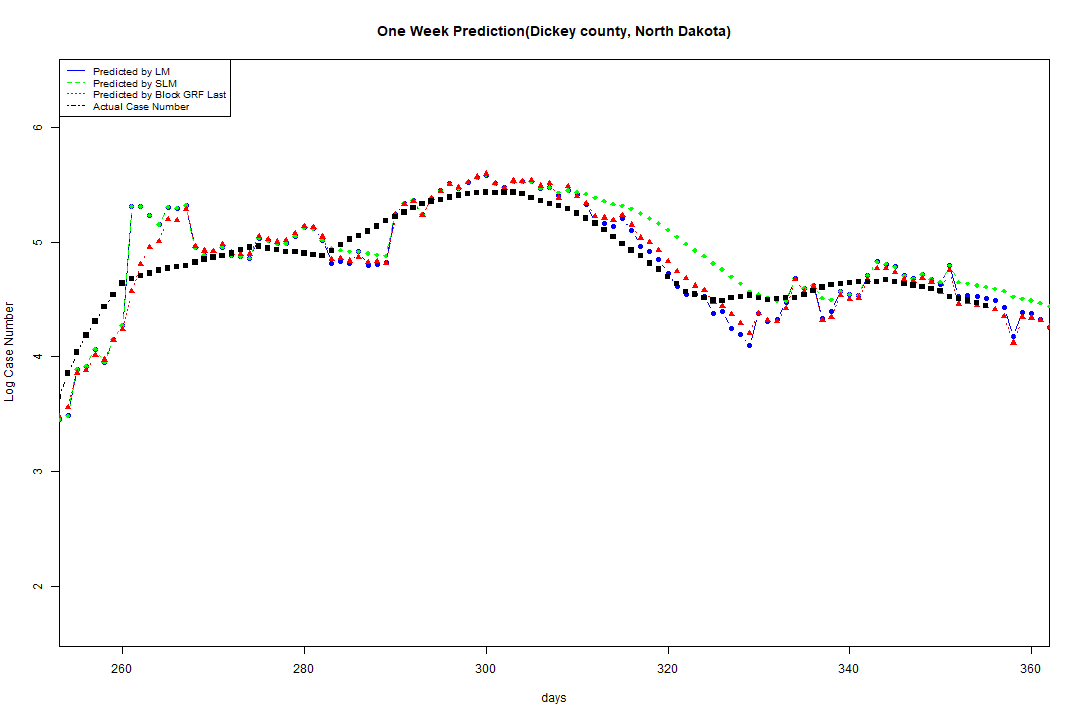 One Week Prediction(Dickey county, North Dakota)
Predicted by LM
Predicted by SLM
Predicted by Block GRF Last
Actual Case Number
6
5
4
3
2
Log Case Number
260 280 300 320 340 360
days